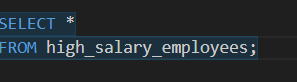 SELECT *
FROM high_salary_employees;